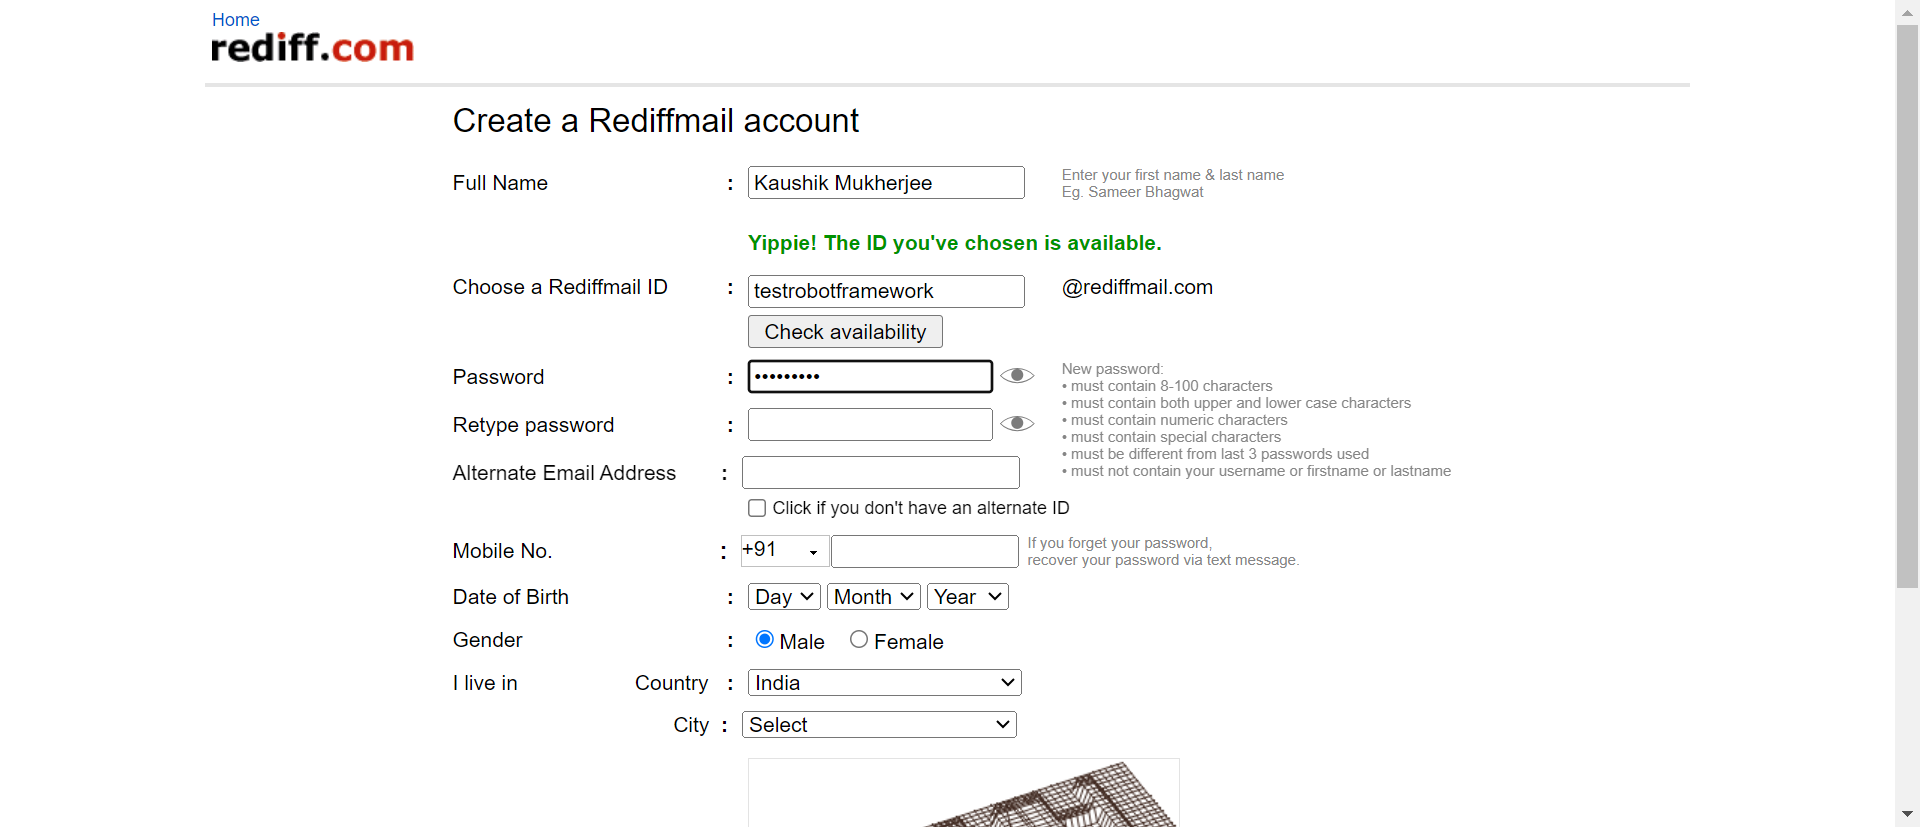 Home
rediff.com
Create a Rediffmail account
Full Name : Kaushik Mukherjee Enter your first name & last name
Eg. Sameer Bhagwat
Yippie! The ID you've chosen is available.
Choose a Rediffmail ID : testrobotframework @rediffmail.com
Check availability
Password : ••••••••• New password:
• must contain 8-100 characters
• must contain both upper and lower case characters
Retype password : • must contain numeric characters
• must contain special characters
• must be different from last 3 passwords used
Alternate Email Address : • must not contain your username or firstname or lastname
Click if you don't have an alternate ID
Mobile No. : +91 If you forget your password,
recover your password via text message.
Date of Birth : Day Month Year
Gender : Male Female
I live in Country : India
City : Select